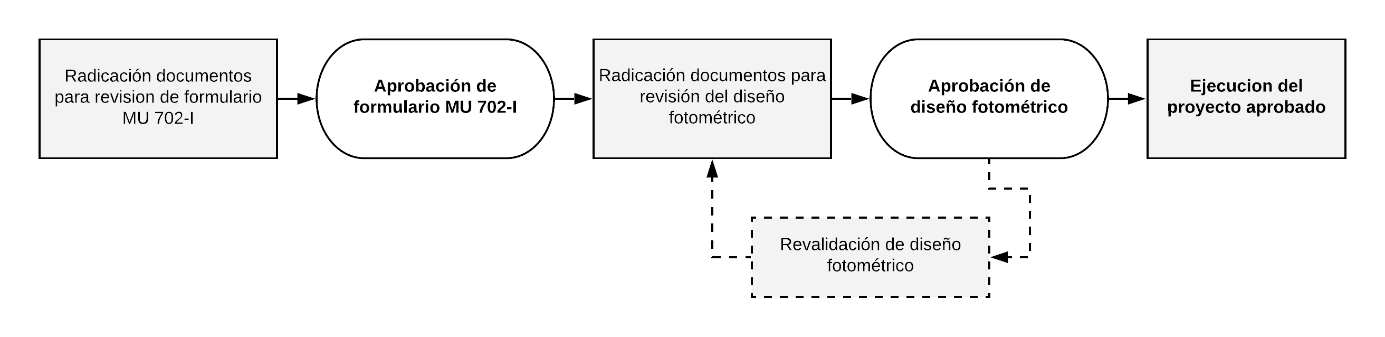 Radicación documentos
para revision de formulario
MU 702-I
Aprobación de
formulario MU 702-I
Radicación documentos para
revisión del diseño
fotométrico
Aprobación de
diseño fotométrico
Ejecucion del
proyecto aprobado
Revalidación de diseño
fotométrico